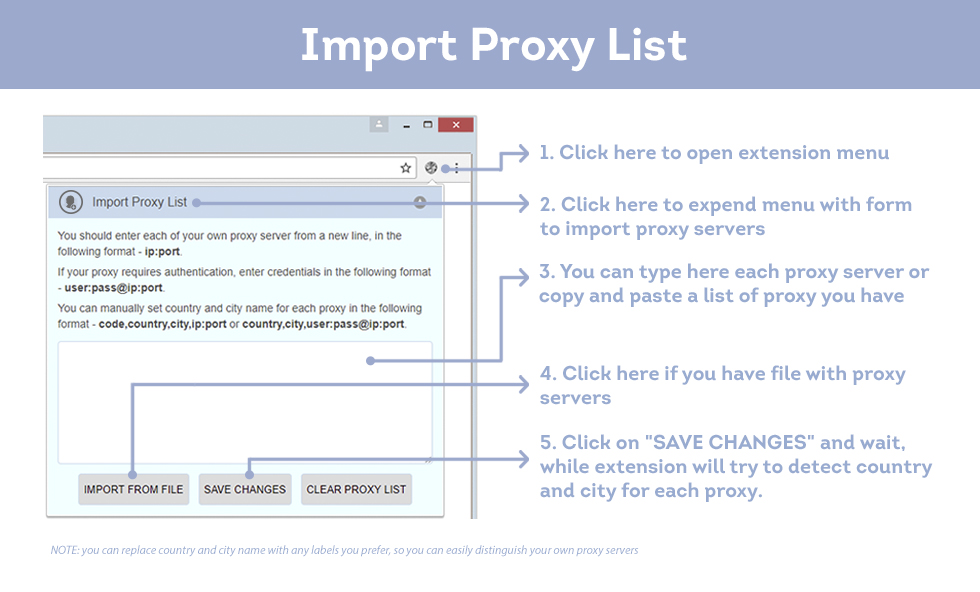 Import Proxy List
1. Click here to open extension menu
Import Proxy List
2. Click here to expend menu with form
to import proxy servers
You should enter each of your own proxy server from a new line, in the
following format - ip:port.
If your proxy requires authentication, enter credentials in the following format
- user:pass@ip:port.
You can manually set country and city name for each proxy in the following
format - code,country,city,ip:port or country,city,user:pass@ip:port.
3. You can type here each proxy server or
copy and paste a list of proxy you have
4. Click here if you have file with proxy
servers
5. Click on "SAVE CHANGES" and wait,
while extension will try to detect country
and city for each proxy.
IMPORT FROM FILE
SAVE CHANGES
CLEAR PROXY LIST
NOTE: you can replace country and city name with any labels you prefer, so you can easily distinguish your own proxy servers